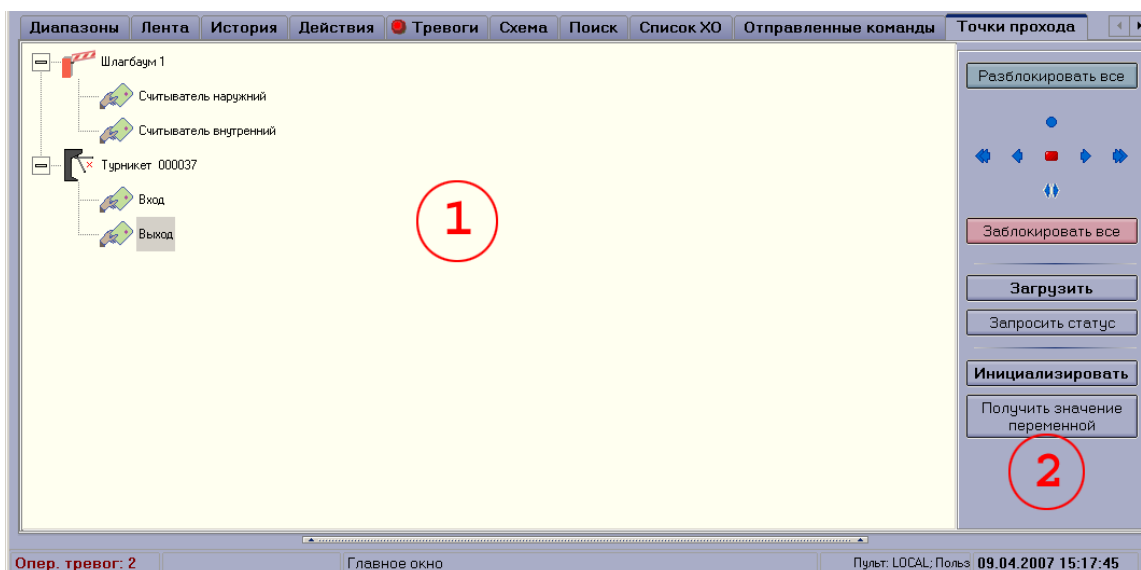 Диапазоны Лента История Действия Тревоги Схема Поиск Список ХО Отправленные команды Точки прохода
Шлагбаум 1
Считыватель наружний
Считыватель внутренний
Турникет 000037
Вход
Выход
1
Разблокировать все
Заблокировать все
Загрузить
Запросить статус
Инициализировать
Получить значение
переменной
2
Опер. тревог: 2 Главное окно Пульт: LOCAL; Польз 09.04.2007 15:17:45